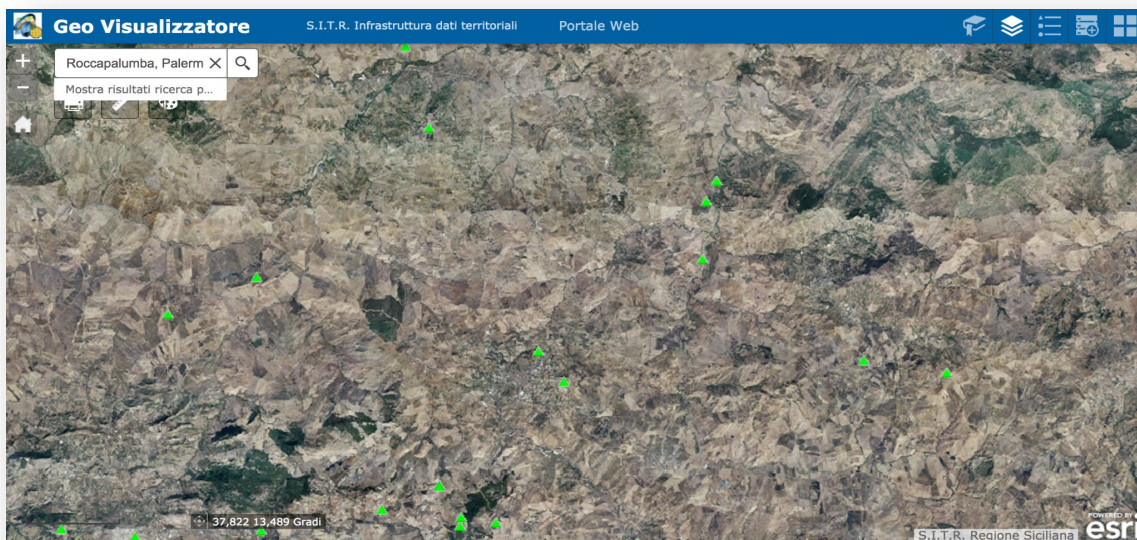 Geo Visualizzatore
S.I.T.R. Infrastruttura dati territoriali
Portale Web
Roccapalumba, Palerm
Mostra risultati ricerca p...
37,822 13,489 Gradi
S.I.T.R. Regione Siciliana
POWERED BY
esri